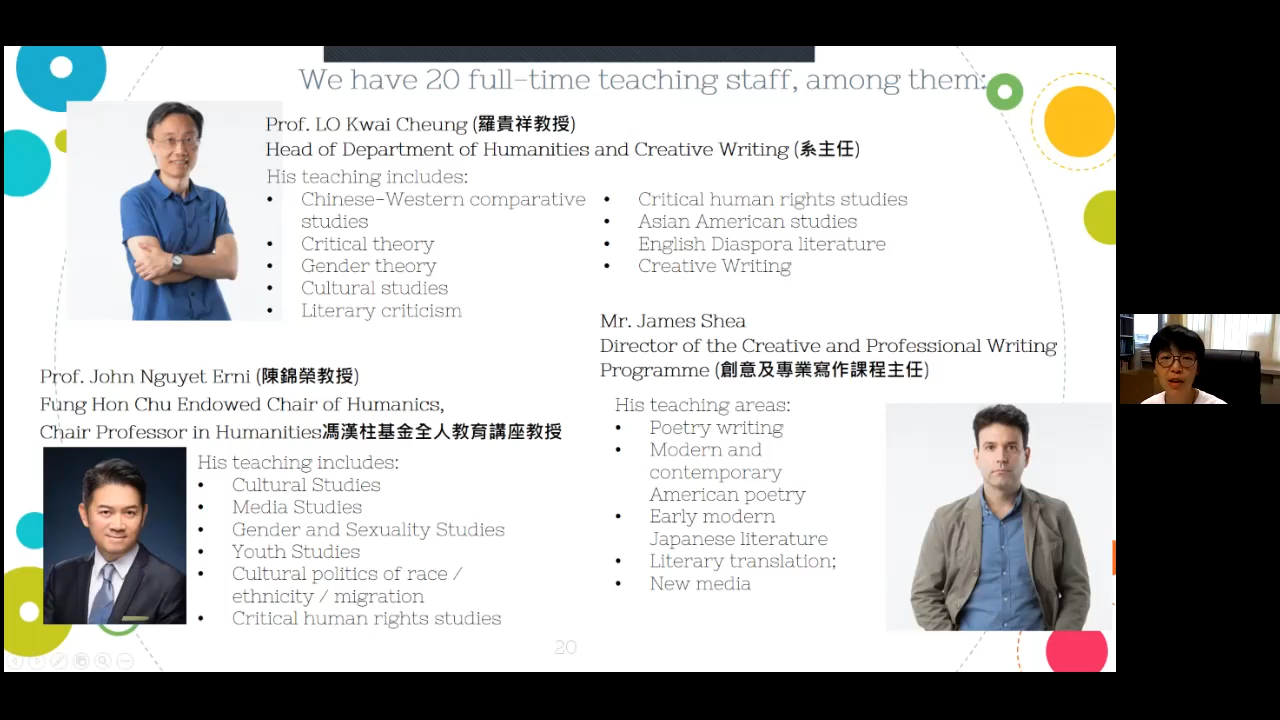 We have 20 full-time teaching staff, among them:
Prof. LO Kwai Cheung (羅貴祥教授)
Head of Department of Humanities and Creative Writing (系主任)
His teaching includes:
• Chinese-Western comparative
studies
• Critical theory
• Gender theory
• Cultural studies
• Literary criticism
• Critical human rights studies
• Asian American studies
• English Diaspora literature
• Creative Writing
Prof. John Nguyet Erni (陳錦榮教授)
Fung Hon Chu Endowed Chair of Humanics,
Chair Professor in Humanities馮漢柱基金全人教育講座教授
His teaching includes:
• Cultural Studies
• Media Studies
• Gender and Sexuality Studies
• Youth Studies
• Cultural politics of race /
ethnicity / migration
• Critical human rights studies
Mr. James Shea
Director of the Creative and Professional Writing
Programme (創意及專業寫作課程主任)
His teaching areas:
• Poetry writing
• Modern and
contemporary
American poetry
• Early modern
Japanese literature
• Literary translation;
• New media
20